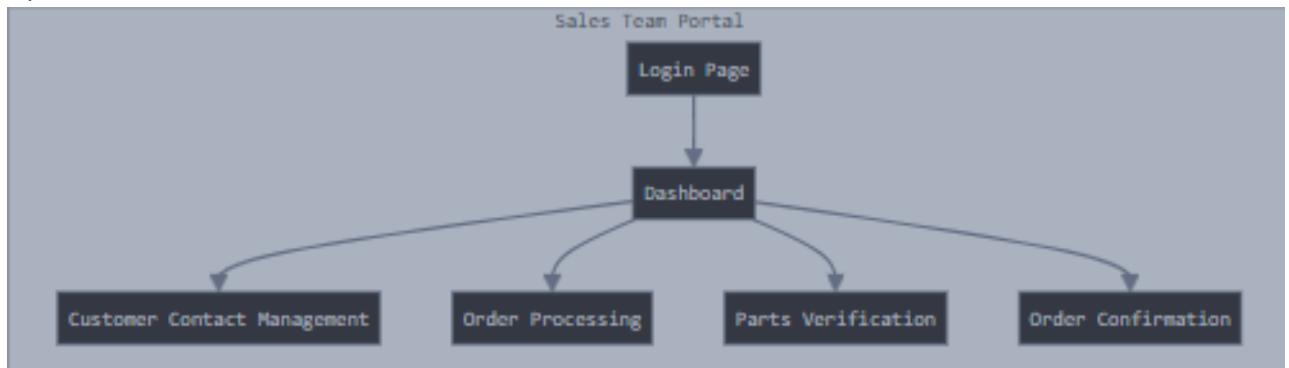 Sales Team Portal
Login Page
Dashboard
Customer Contact Management
Order Processing
Parts Verification
Order Confirmation